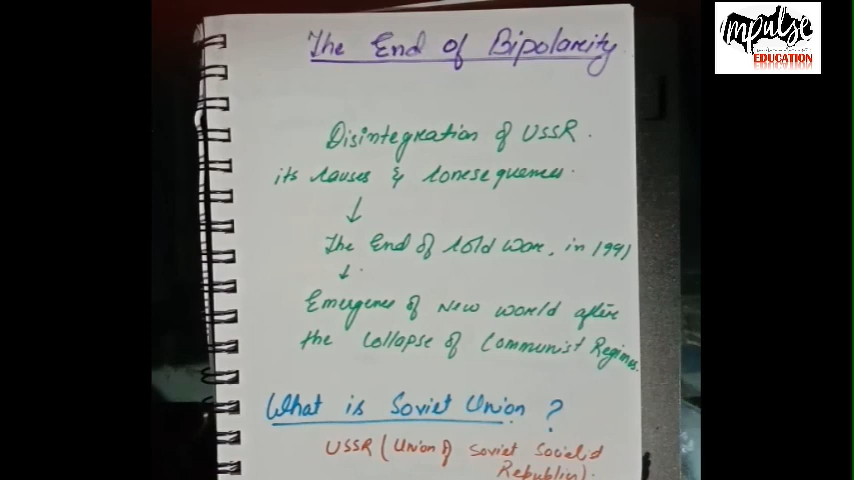 impulse
EDUCATION
The End of Bipolarity
Disintegration of USSR.
its causes & consequences.
↓
The End of Cold War, in 1991
↓
Emergence of New World after
the Collapse of Communist Regimes.
What is Soviet Union ?
USSR (Union of Soviet Socialist
Republics).